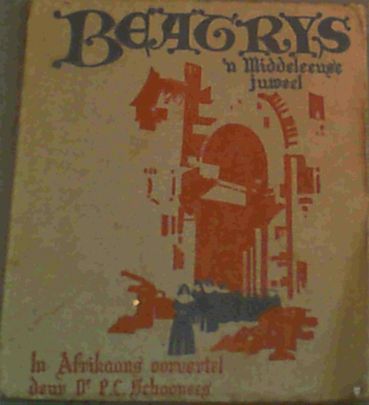 BEATRYS
'n Middeleeuse
juweel
In Afrikaans oorvertel
deur Dr P.C. Schoonees